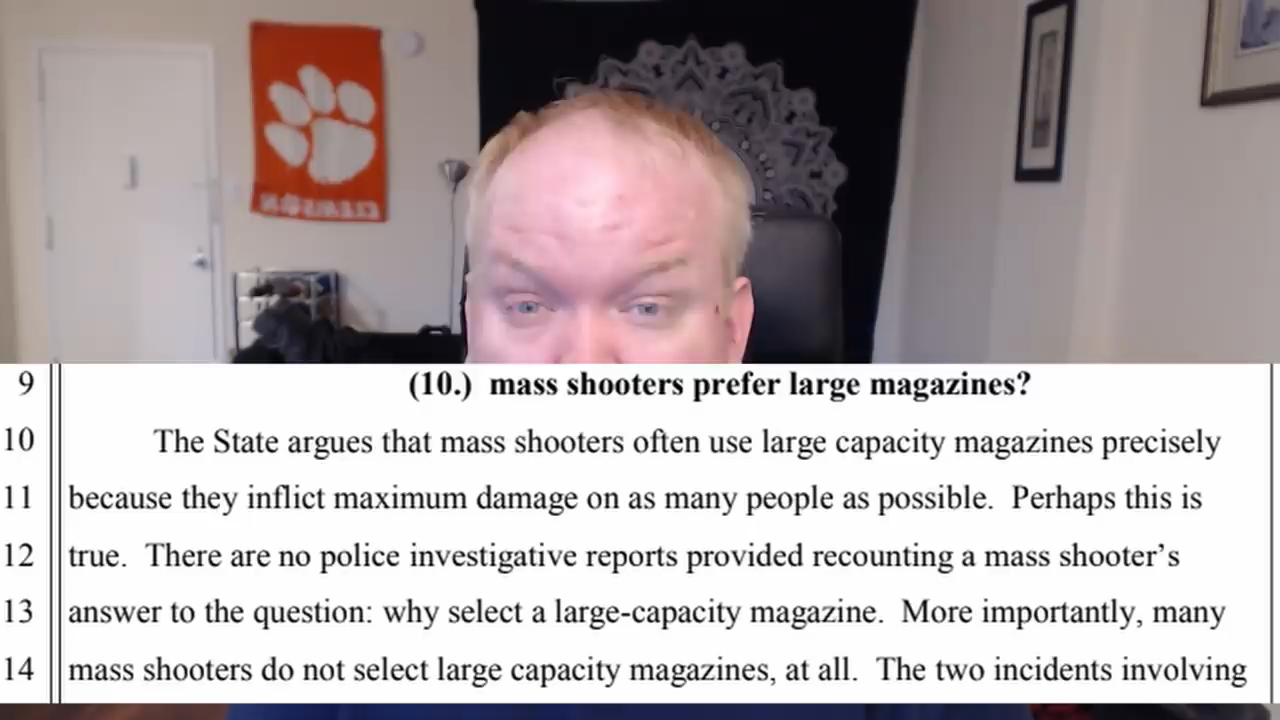 CLEMSON
9 (10.) mass shooters prefer large magazines?
10 The State argues that mass shooters often use large capacity magazines precisely
11 because they inflict maximum damage on as many people as possible.  Perhaps this is
12 true.  There are no police investigative reports provided recounting a mass shooter’s
13 answer to the question: why select a large-capacity magazine.  More importantly, many
14 mass shooters do not select large capacity magazines, at all.  The two incidents involving